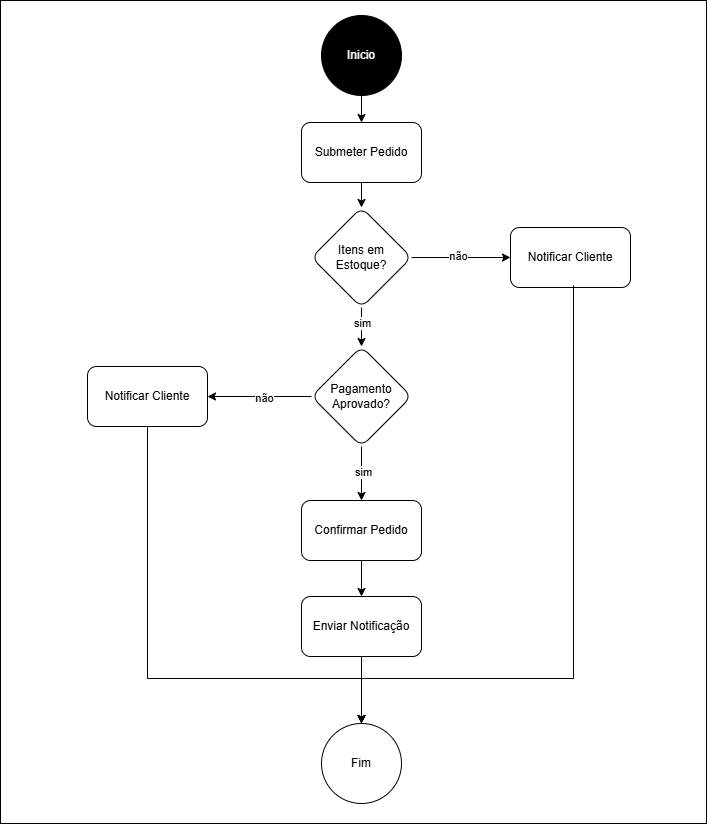 Inicio
Submeter Pedido
Itens em
Estoque?
não
Notificar Cliente
sim
Pagamento
Aprovado?
não
Notificar Cliente
sim
Confirmar Pedido
Enviar Notificação
Fim